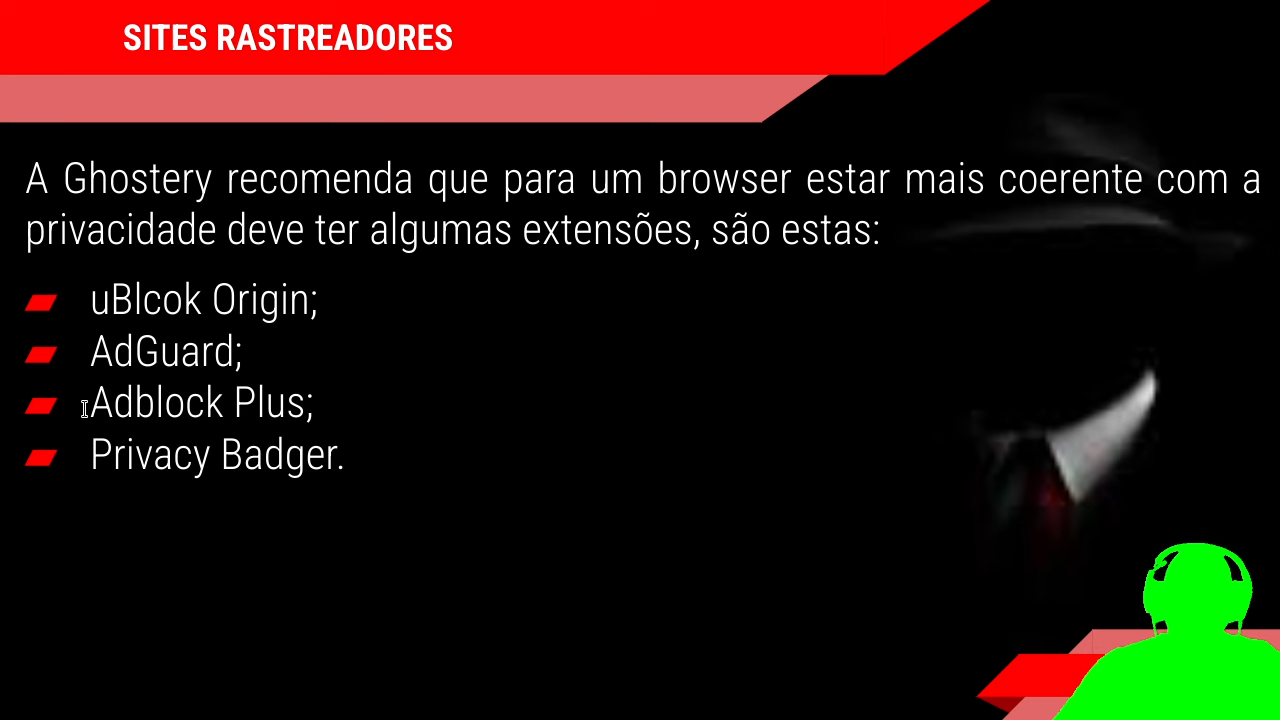 SITES RASTREADORES
A Ghostery recomenda que para um browser estar mais coerente com a
privacidade deve ter algumas extensões, são estas:
uBlcok Origin;
AdGuard;
Adblock Plus;
Privacy Badger.